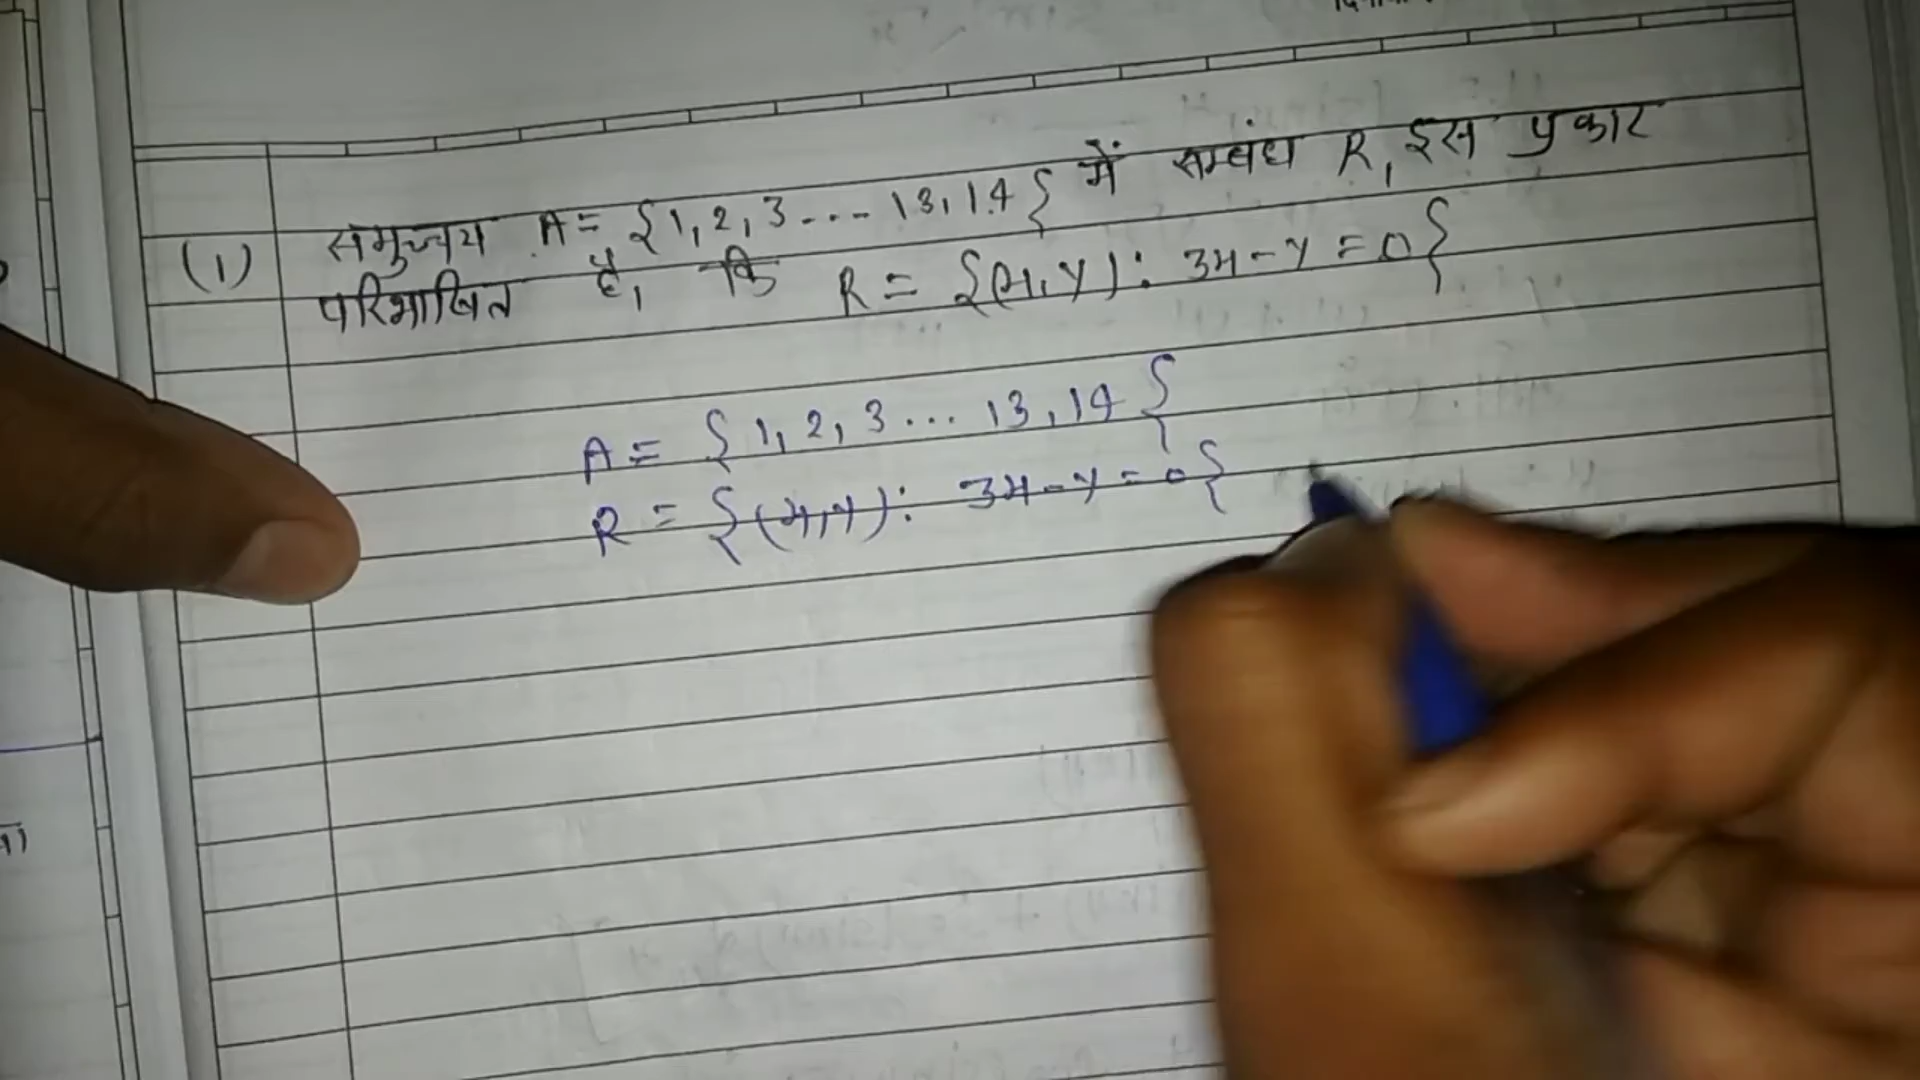 (1) समुच्चय A = {1, 2, 3 --- 13, 14} में सम्बंध R, इस प्रकार
परिभाषित है, कि R = {(x, y) : 3x - y = 0}
A = {1, 2, 3 ... 13, 14}
R = {(x, y) : 3x - y = 0}